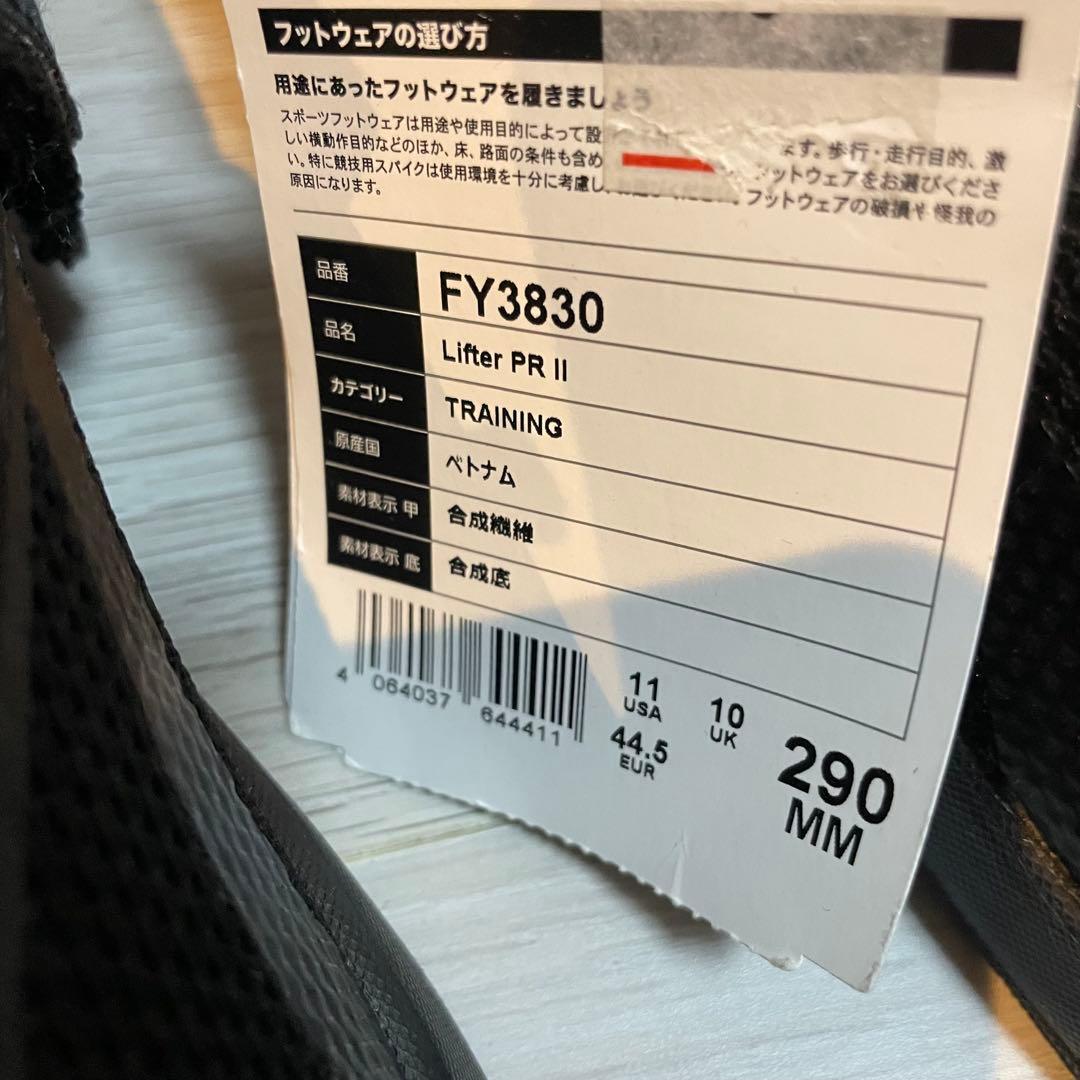 フットウェアの選び方
用途にあったフットウェアを履きましょう
スポーツフットウェアは用途や使用目的によって設 ます。歩行・走行目的、激
しい横動作目的などのほか、床、路面の条件も含め フットウェアをお選びくださ
い。特に競技用スパイクは使用環境を十分に考慮し、 フットウェアの破損や怪我の
原因になります。
品番 FY3830
品名 Lifter PR II
カテゴリー TRAINING
原産国 ベトナム
素材表示 甲 合成繊維
素材表示 底 合成底
4 064037 644411
11 USA
10 UK
44.5 EUR
290 MM